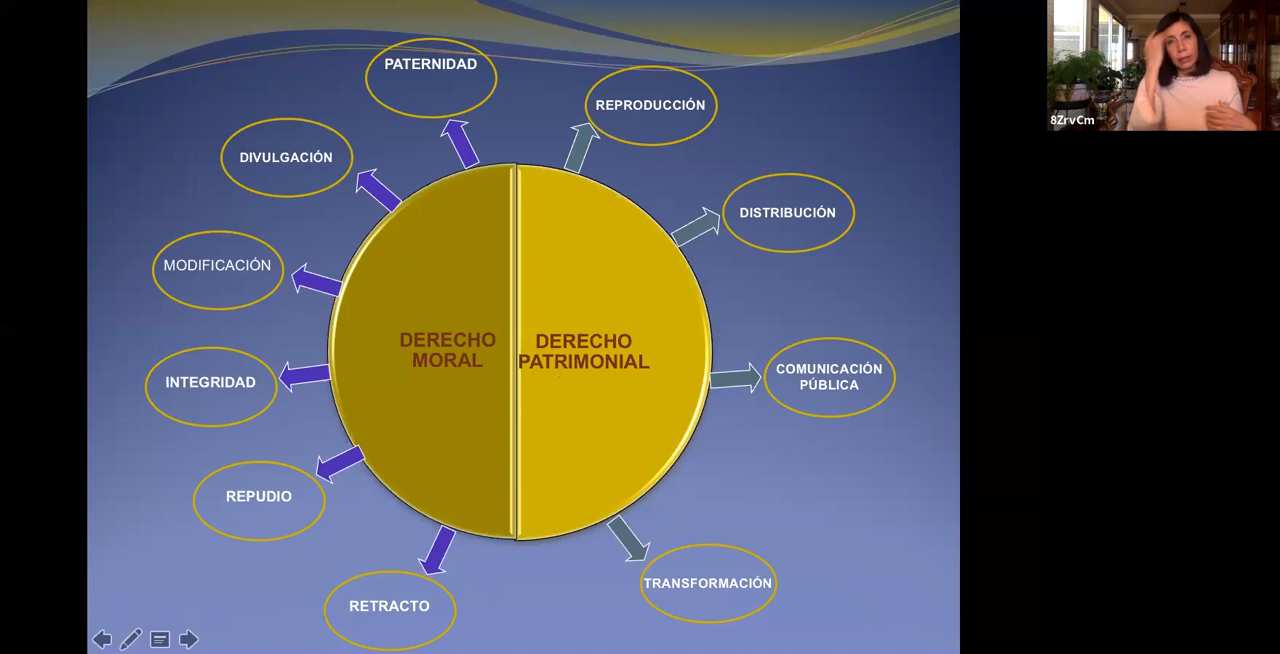 PATERNIDAD
REPRODUCCIÓN
8ZrvCm
DIVULGACIÓN
DISTRIBUCIÓN
MODIFICACIÓN
DERECHO
MORAL
DERECHO
PATRIMONIAL
COMUNICACIÓN
PÚBLICA
INTEGRIDAD
REPUDIO
TRANSFORMACIÓN
RETRACTO